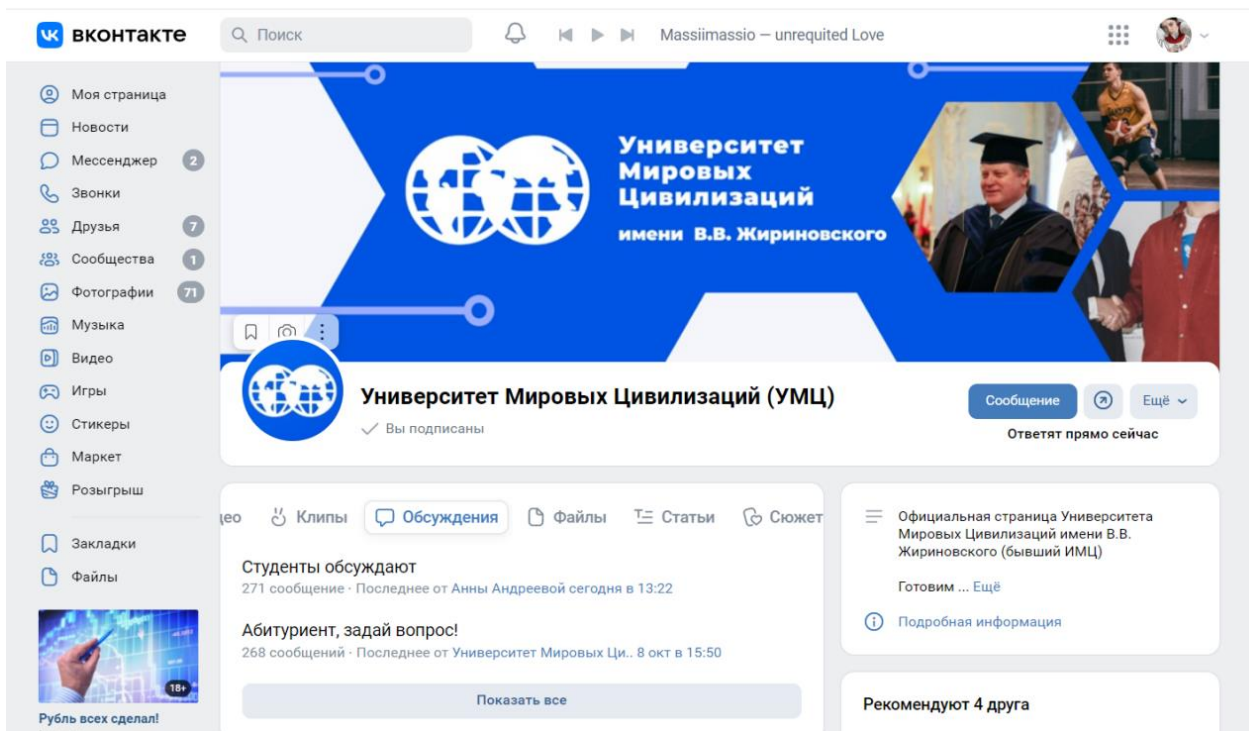 вконтакте
Поиск
Massiimassio — unrequited Love
Моя страница
Новости
Мессенджер 2
Звонки
Друзья 7
Сообщества 1
Фотографии 71
Музыка
Видео
Игры
Стикеры
Маркет
Розыгрыш
Закладки
Файлы
18+
Рубль всех сделал!
Университет
Мировых
Цивилизаций
имени В.В. Жириновского
Университет Мировых Цивилизаций (УМЦ)
Вы подписаны
Сообщение
Ещё
Ответят прямо сейчас
ео Клипы Обсуждения Файлы Статьи Сюжет
Студенты обсуждают
271 сообщение · Последнее от Анны Андреевой сегодня в 13:22
Абитуриент, задай вопрос!
268 сообщений · Последнее от Университет Мировых Ци.. 8 окт в 15:50
Показать все
Официальная страница Университета
Мировых Цивилизаций имени В.В.
Жириновского (бывший ИМЦ)
Готовим ... Ещё
Подробная информация
Рекомендуют 4 друга